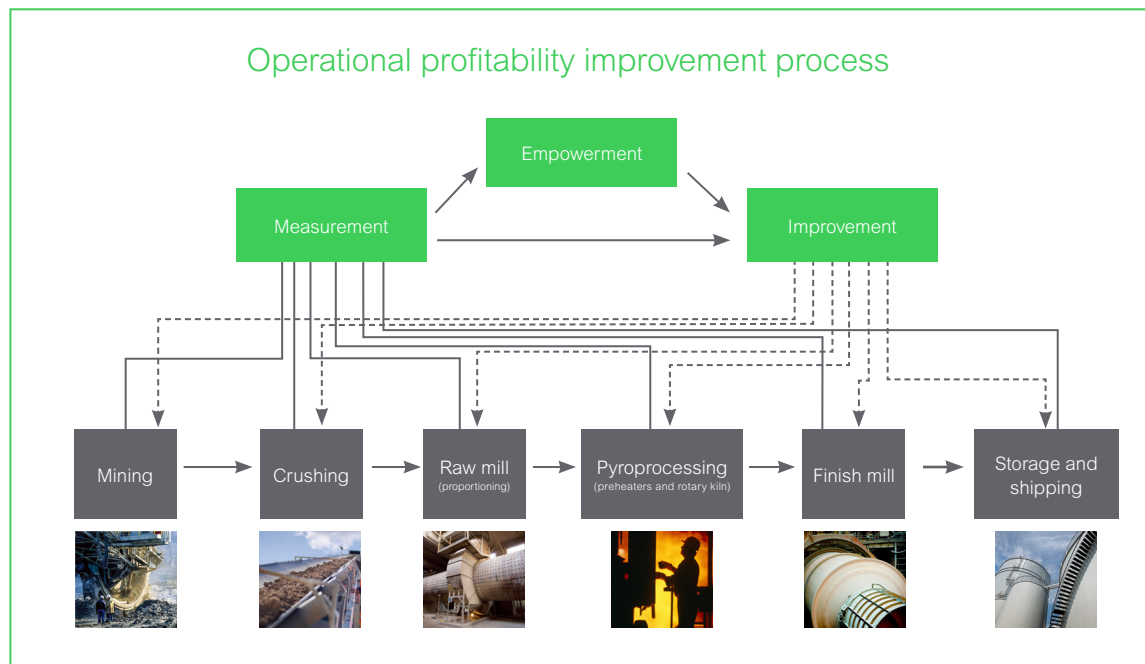 Operational profitability improvement process
Empowerment
Measurement
Improvement
Mining
Crushing
Raw mill
(proportioning)
Pyroprocessing
(preheaters and rotary kiln)
Finish mill
Storage and
shipping